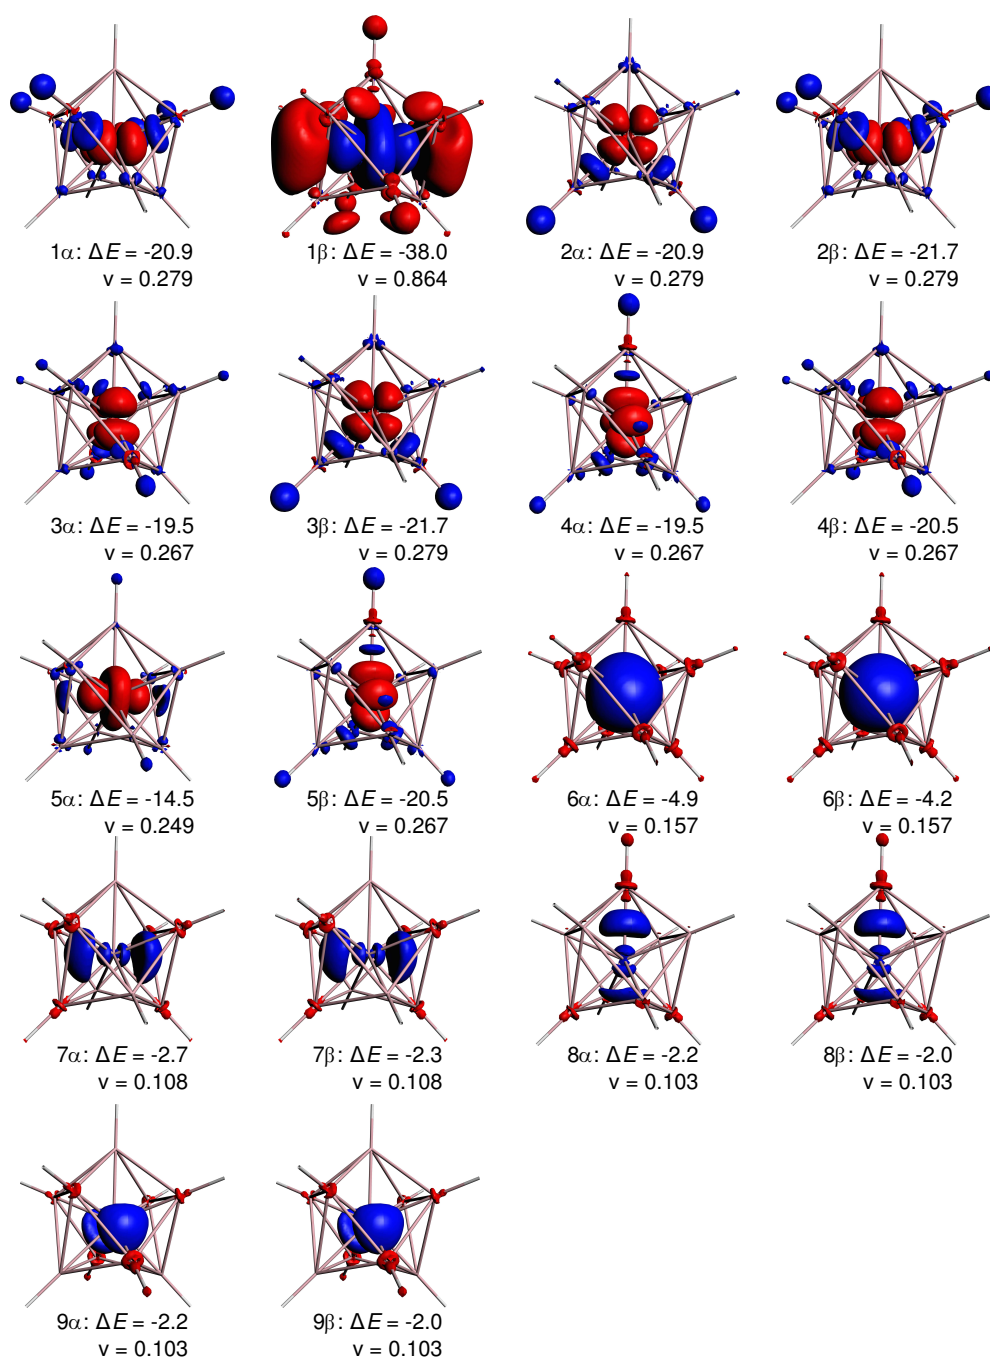 1α: ΔE = -20.9
v = 0.279
1β: ΔE = -38.0
v = 0.864
2α: ΔE = -20.9
v = 0.279
2β: ΔE = -21.7
v = 0.279
3α: ΔE = -19.5
v = 0.267
3β: ΔE = -21.7
v = 0.279
4α: ΔE = -19.5
v = 0.267
4β: ΔE = -20.5
v = 0.267
5α: ΔE = -14.5
v = 0.249
5β: ΔE = -20.5
v = 0.267
6α: ΔE = -4.9
v = 0.157
6β: ΔE = -4.2
v = 0.157
7α: ΔE = -2.7
v = 0.108
7β: ΔE = -2.3
v = 0.108
8α: ΔE = -2.2
v = 0.103
8β: ΔE = -2.0
v = 0.103
9α: ΔE = -2.2
v = 0.103
9β: ΔE = -2.0
v = 0.103